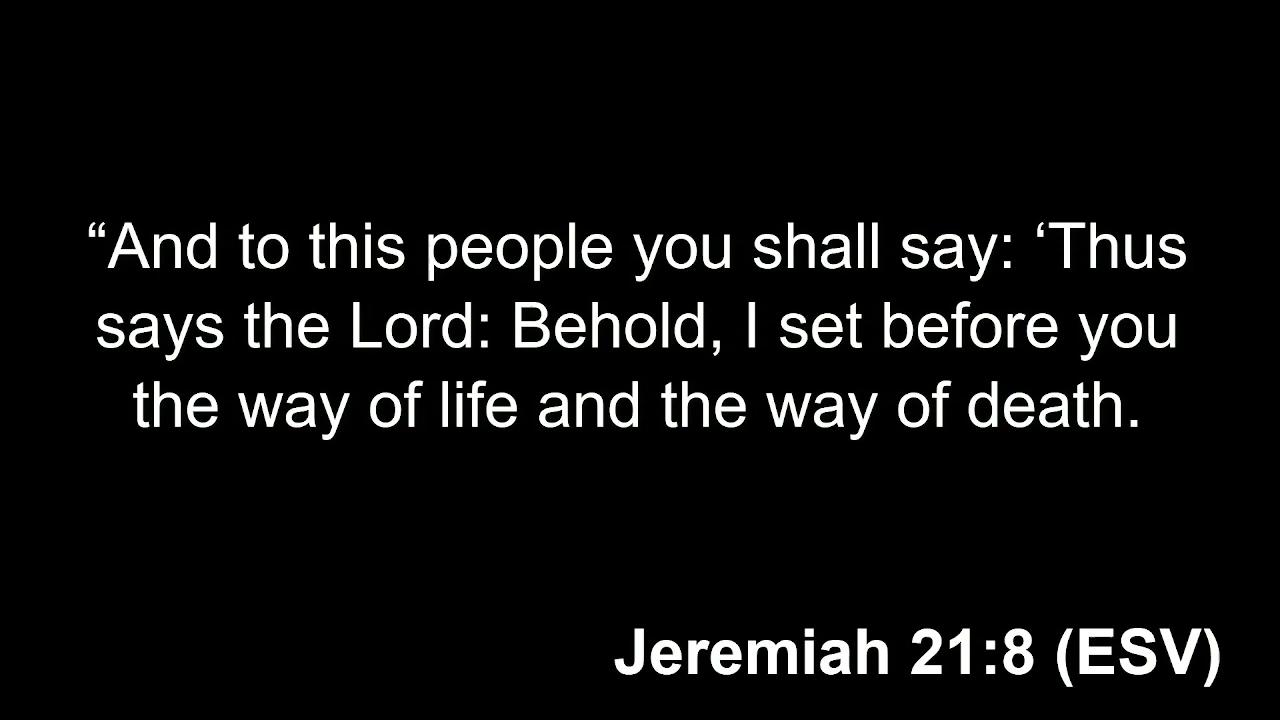 “And to this people you shall say: ‘Thus
says the Lord: Behold, I set before you
the way of life and the way of death.
Jeremiah 21:8 (ESV)